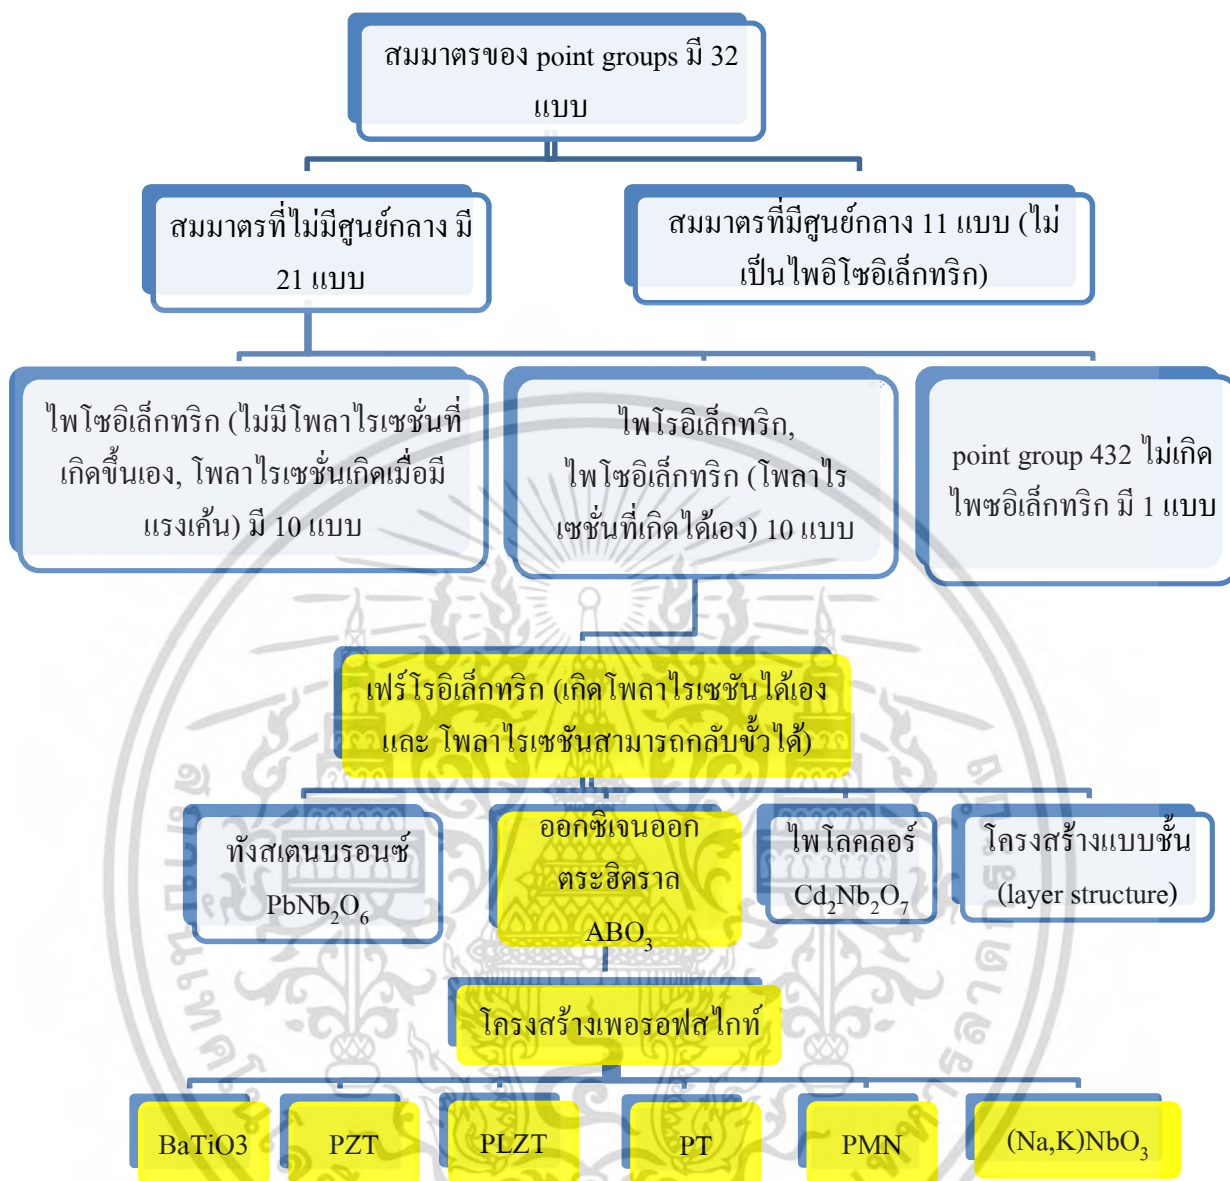 สมมาตรของ point groups มี 32
แบบ
สมมาตรที่ไม่มีศูนย์กลาง มี
21 แบบ
สมมาตรที่มีศูนย์กลาง 11 แบบ (ไม่
เป็นไพอิโซอิเล็กทริก)
ไพโซอิเล็กทริก (ไม่มีโพลาไรเซชั่นที่
เกิดขึ้นเอง, โพลาไรเซชั่นเกิดเมื่อมี
แรงเค้น) มี 10 แบบ
ไพโรอิเล็กทริก,
ไพโซอิเล็กทริก (โพลาไร
เซชั่นที่เกิดได้เอง) 10 แบบ
point group 432 ไม่เกิด
ไพซอิเล็กทริก มี 1 แบบ
เฟร์โรอิเล็กทริก (เกิดโพลาไรเซชันได้เอง
และ โพลาไรเซชันสามารถกลับขั้วได้)
ทังสเตนบรอนซ์
PbNb₂O₆
ออกซิเจนออก
ตระฮิดราล
ABO₃
ไพโลคลอร์
Cd₂Nb₂O₇
โครงสร้างแบบชั้น
(layer structure)
โครงสร้างเพอรอฟสไกท์
BaTiO3
PZT
PLZT
PT
PMN
(Na,K)NbO₃